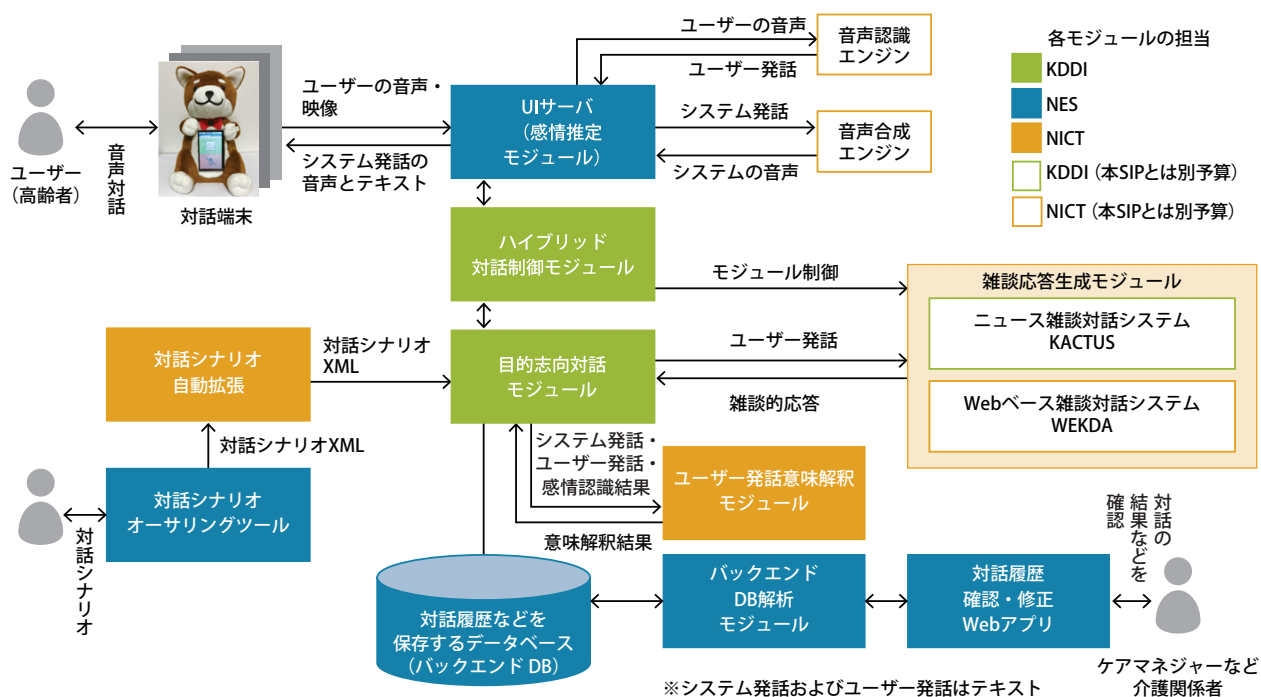 ユーザー
(高齢者)
音声対話
対話端末
ユーザーの音声・
映像
システム発話の
音声とテキスト
UIサーバ
(感情推定
モジュール)
ユーザーの音声
ユーザー発話
音声認識
エンジン
システム発話
システムの音声
音声合成
エンジン
各モジュールの担当
KDDI
NES
NICT
KDDI(本SIPとは別予算)
NICT(本SIPとは別予算)
ハイブリッド
対話制御モジュール
モジュール制御
雑談応答生成モジュール
ニュース雑談対話システム
KACTUS
Webベース雑談対話システム
WEKDA
対話シナリオ
自動拡張
対話シナリオ
XML
目的志向対話
モジュール
ユーザー発話
雑談的応答
対話シナリオXML
対話シナリオ
対話シナリオ
オーサリングツール
システム発話・
ユーザー発話・
感情認識結果
意味解釈結果
ユーザー発話意味解釈
モジュール
対話履歴などを
保存するデータベース
(バックエンド DB)
バックエンド
DB解析
モジュール
対話履歴
確認・修正
Webアプリ
対話の
結果などを
確認
ケアマネジャーなど
介護関係者
※システム発話およびユーザー発話はテキスト